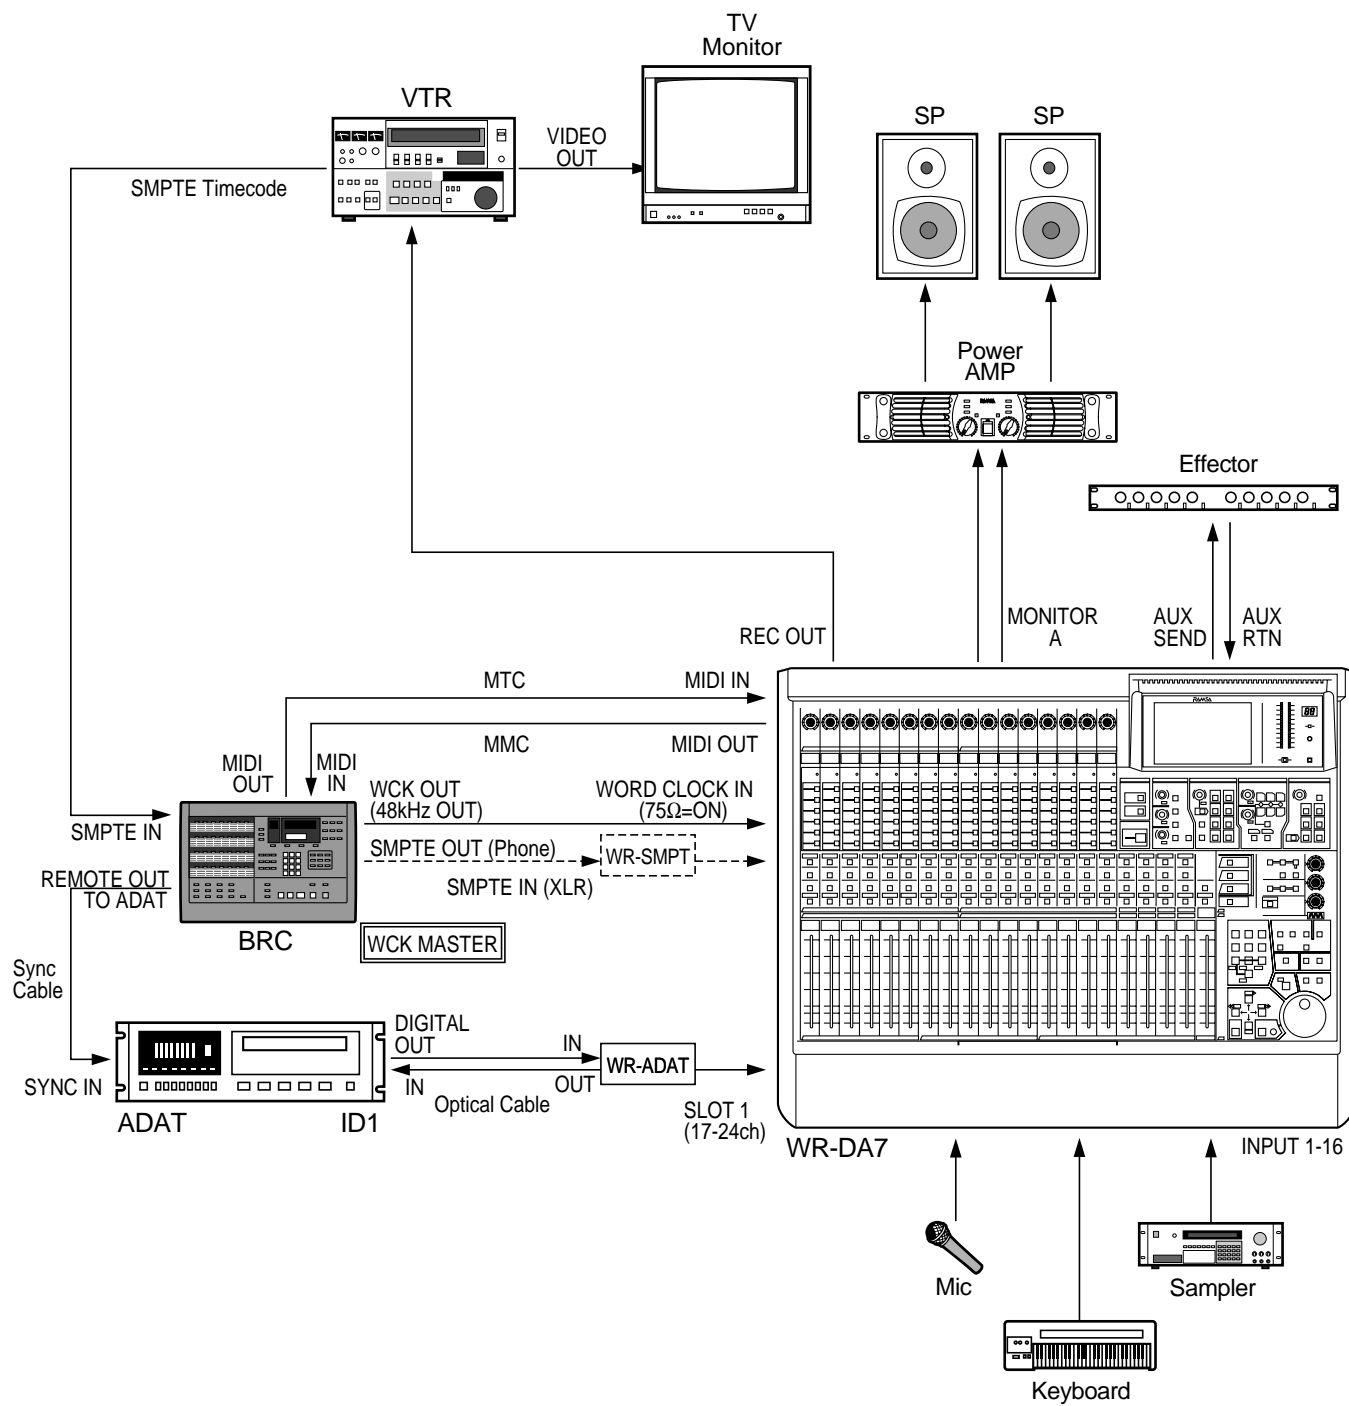 TV
Monitor
VTR
SP
SP
VIDEO
OUT
SMPTE Timecode
Power
AMP
RAMSA
Effector
MONITOR
A
AUX
SEND
AUX
RTN
REC OUT
MTC
MIDI IN
RAMSA
MMC
MIDI OUT
MIDI
OUT
MIDI
IN
WCK OUT
(48kHz OUT)
WORD CLOCK IN
(75Ω=ON)
SMPTE IN
SMPTE OUT (Phone)
WR-SMPT
SMPTE IN (XLR)
REMOTE OUT
TO ADAT
BRC
WCK MASTER
Sync
Cable
DIGITAL
OUT
IN
WR-ADAT
SYNC IN
IN
OUT
Optical Cable
ADAT
ID1
SLOT 1
(17-24ch)
WR-DA7
INPUT 1-16
Mic
Sampler
Keyboard